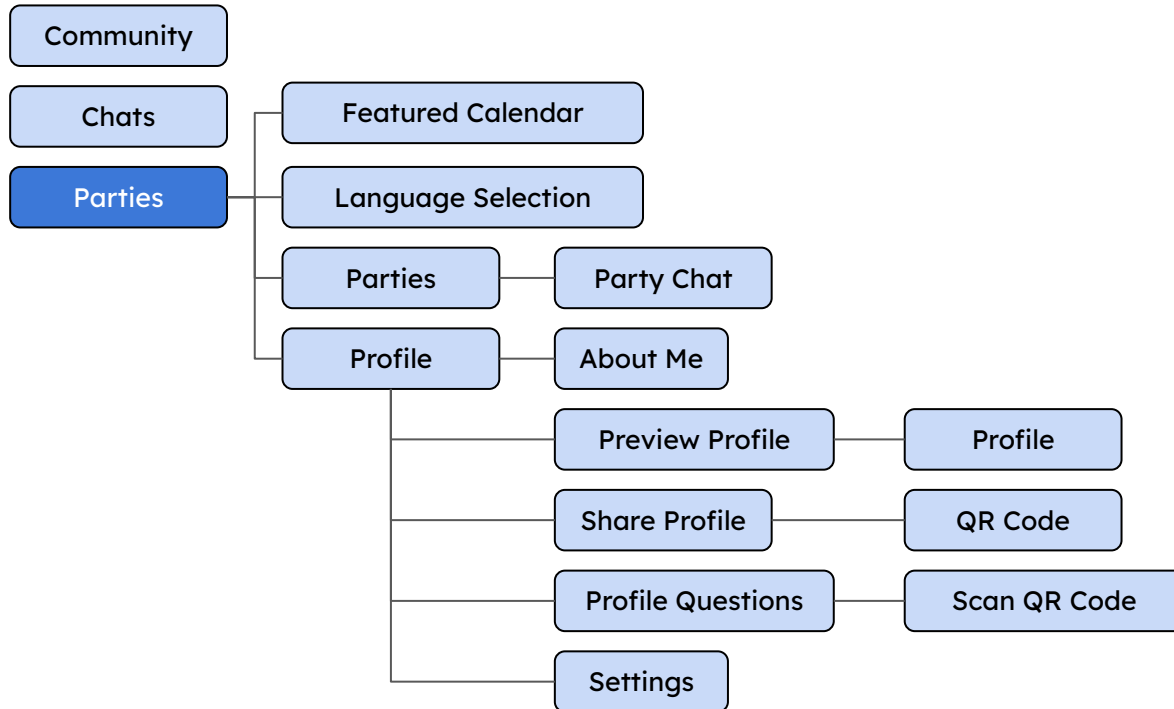 Community
Chats
Featured Calendar
Parties
Language Selection
Parties
Party Chat
Profile
About Me
Preview Profile
Profile
Share Profile
QR Code
Profile Questions
Scan QR Code
Settings